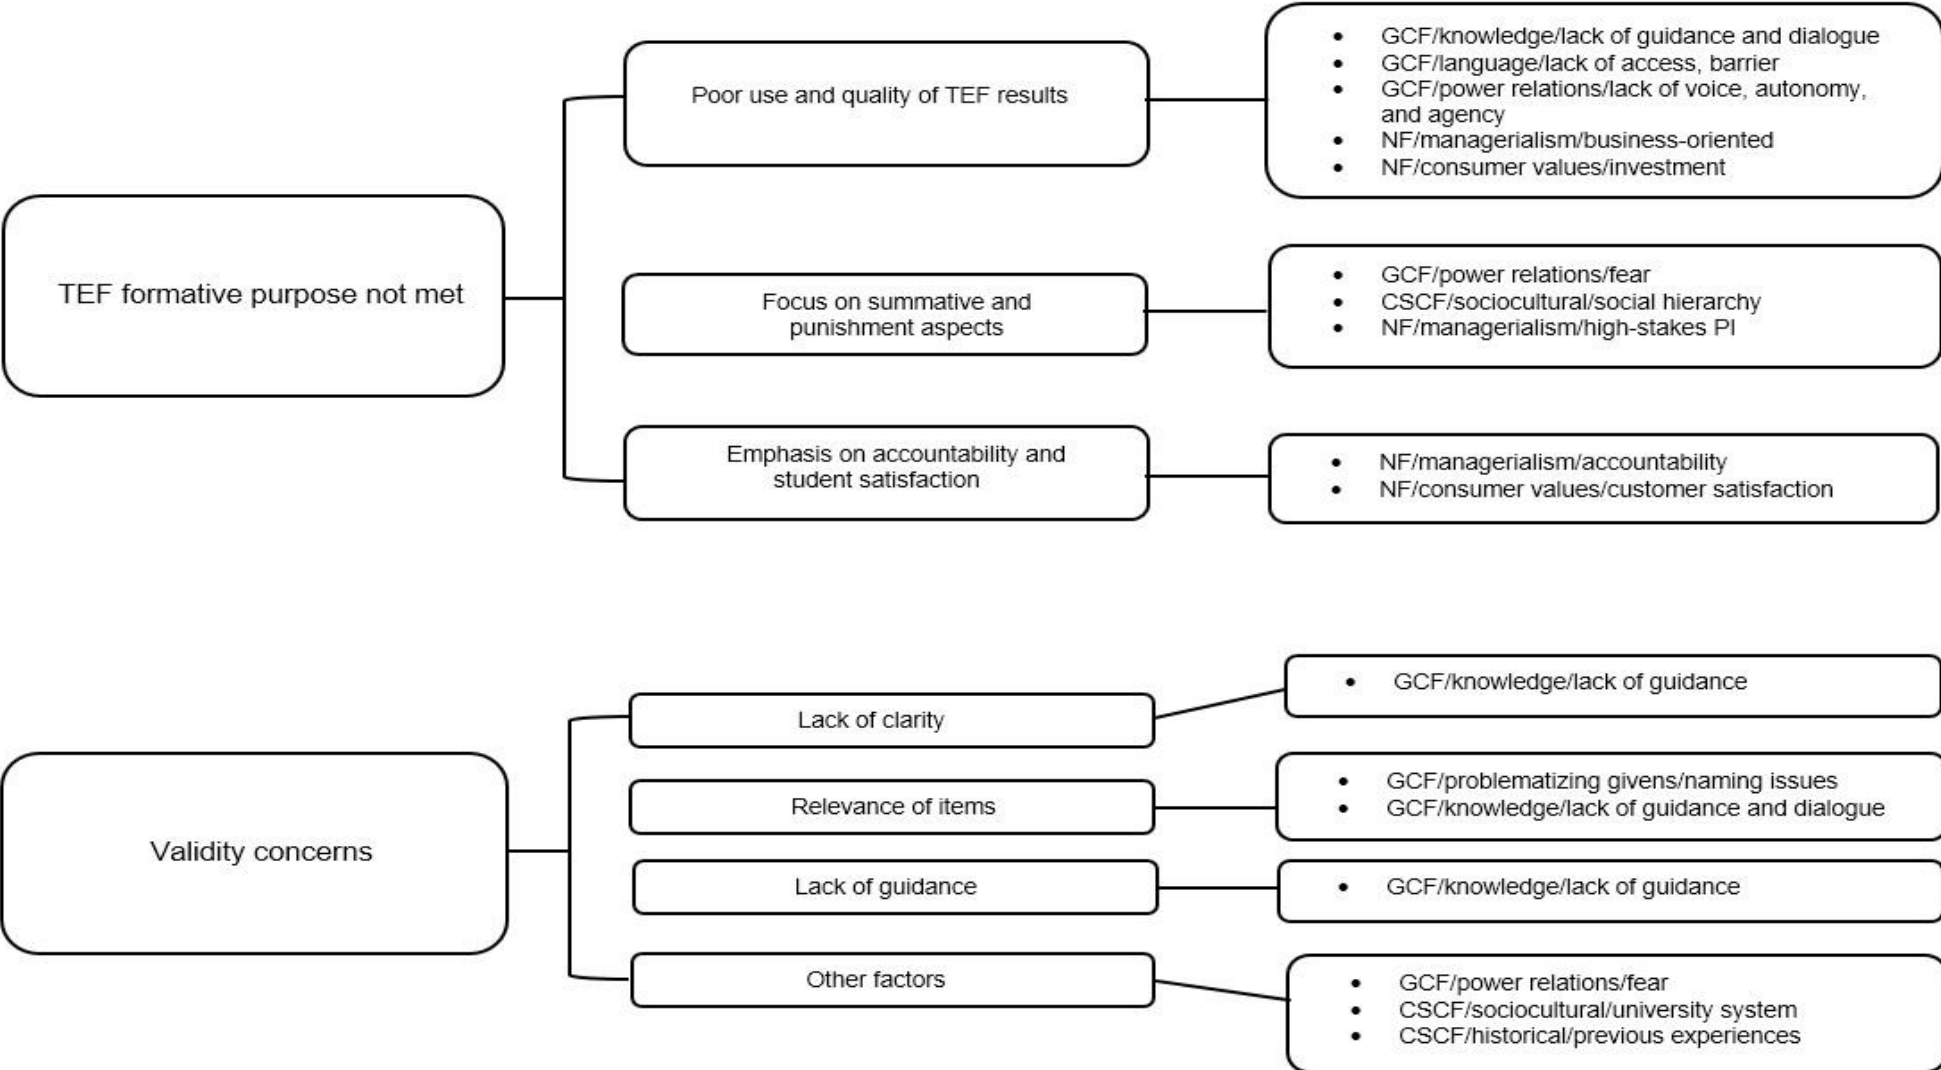 Poor use and quality of TEF results
• GCF/knowledge/lack of guidance and dialogue
• GCF/language/lack of access, barrier
• GCF/power relations/lack of voice, autonomy,
and agency
• NF/managerialism/business-oriented
• NF/consumer values/investment
TEF formative purpose not met
Focus on summative and
punishment aspects
• GCF/power relations/fear
• CSCF/sociocultural/social hierarchy
• NF/managerialism/high-stakes PI
Emphasis on accountability and
student satisfaction
• NF/managerialism/accountability
• NF/consumer values/customer satisfaction
Validity concerns
Lack of clarity
• GCF/knowledge/lack of guidance
Relevance of items
• GCF/problematizing givens/naming issues
• GCF/knowledge/lack of guidance and dialogue
Lack of guidance
• GCF/knowledge/lack of guidance
Other factors
• GCF/power relations/fear
• CSCF/sociocultural/university system
• CSCF/historical/previous experiences